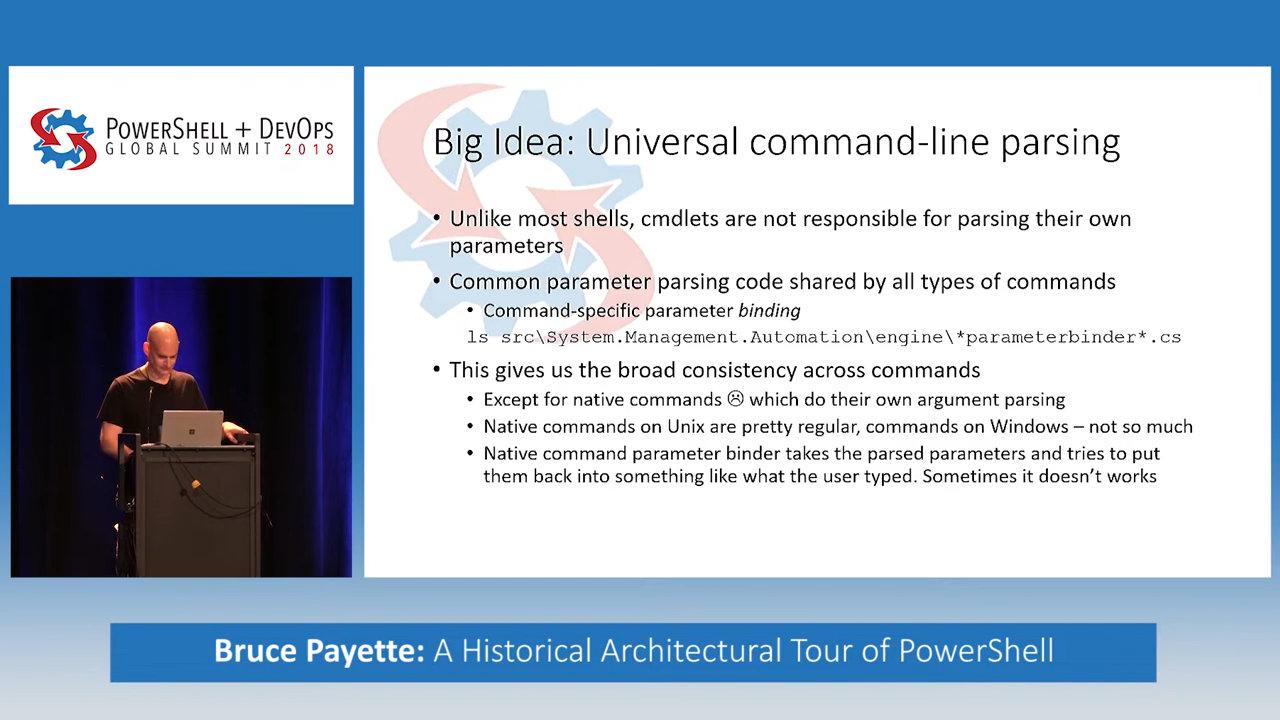 POWERSHELL + DEVOPS
GLOBAL SUMMIT 2018
Big Idea: Universal command-line parsing
• Unlike most shells, cmdlets are not responsible for parsing their own
parameters
• Common parameter parsing code shared by all types of commands
• Command-specific parameter binding
ls src\System.Management.Automation\engine\*parameterbinder*.cs
• This gives us the broad consistency across commands
• Except for native commands ☹ which do their own argument parsing
• Native commands on Unix are pretty regular, commands on Windows – not so much
• Native command parameter binder takes the parsed parameters and tries to put
them back into something like what the user typed. Sometimes it doesn’t works
Bruce Payette: A Historical Architectural Tour of PowerShell